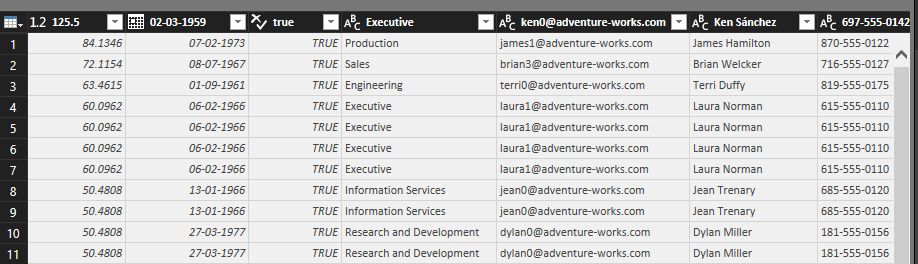 1.2 125.5 02-03-1959 true ABC Executive ABC ken0@adventure-works.com ABC Ken Sánchez ABC 697-555-0142
1 84.1346 07-02-1973 TRUE Production james1@adventure-works.com James Hamilton 870-555-0122
2 72.1154 08-07-1967 TRUE Sales brian3@adventure-works.com Brian Welcker 716-555-0127
3 63.4615 01-09-1961 TRUE Engineering terri0@adventure-works.com Terri Duffy 819-555-0175
4 60.0962 06-02-1966 TRUE Executive laura1@adventure-works.com Laura Norman 615-555-0110
5 60.0962 06-02-1966 TRUE Executive laura1@adventure-works.com Laura Norman 615-555-0110
6 60.0962 06-02-1966 TRUE Executive laura1@adventure-works.com Laura Norman 615-555-0110
7 60.0962 06-02-1966 TRUE Executive laura1@adventure-works.com Laura Norman 615-555-0110
8 50.4808 13-01-1966 TRUE Information Services jean0@adventure-works.com Jean Trenary 685-555-0120
9 50.4808 13-01-1966 TRUE Information Services jean0@adventure-works.com Jean Trenary 685-555-0120
10 50.4808 27-03-1977 TRUE Research and Development dylan0@adventure-works.com Dylan Miller 181-555-0156
11 50.4808 27-03-1977 TRUE Research and Development dylan0@adventure-works.com Dylan Miller 181-555-0156